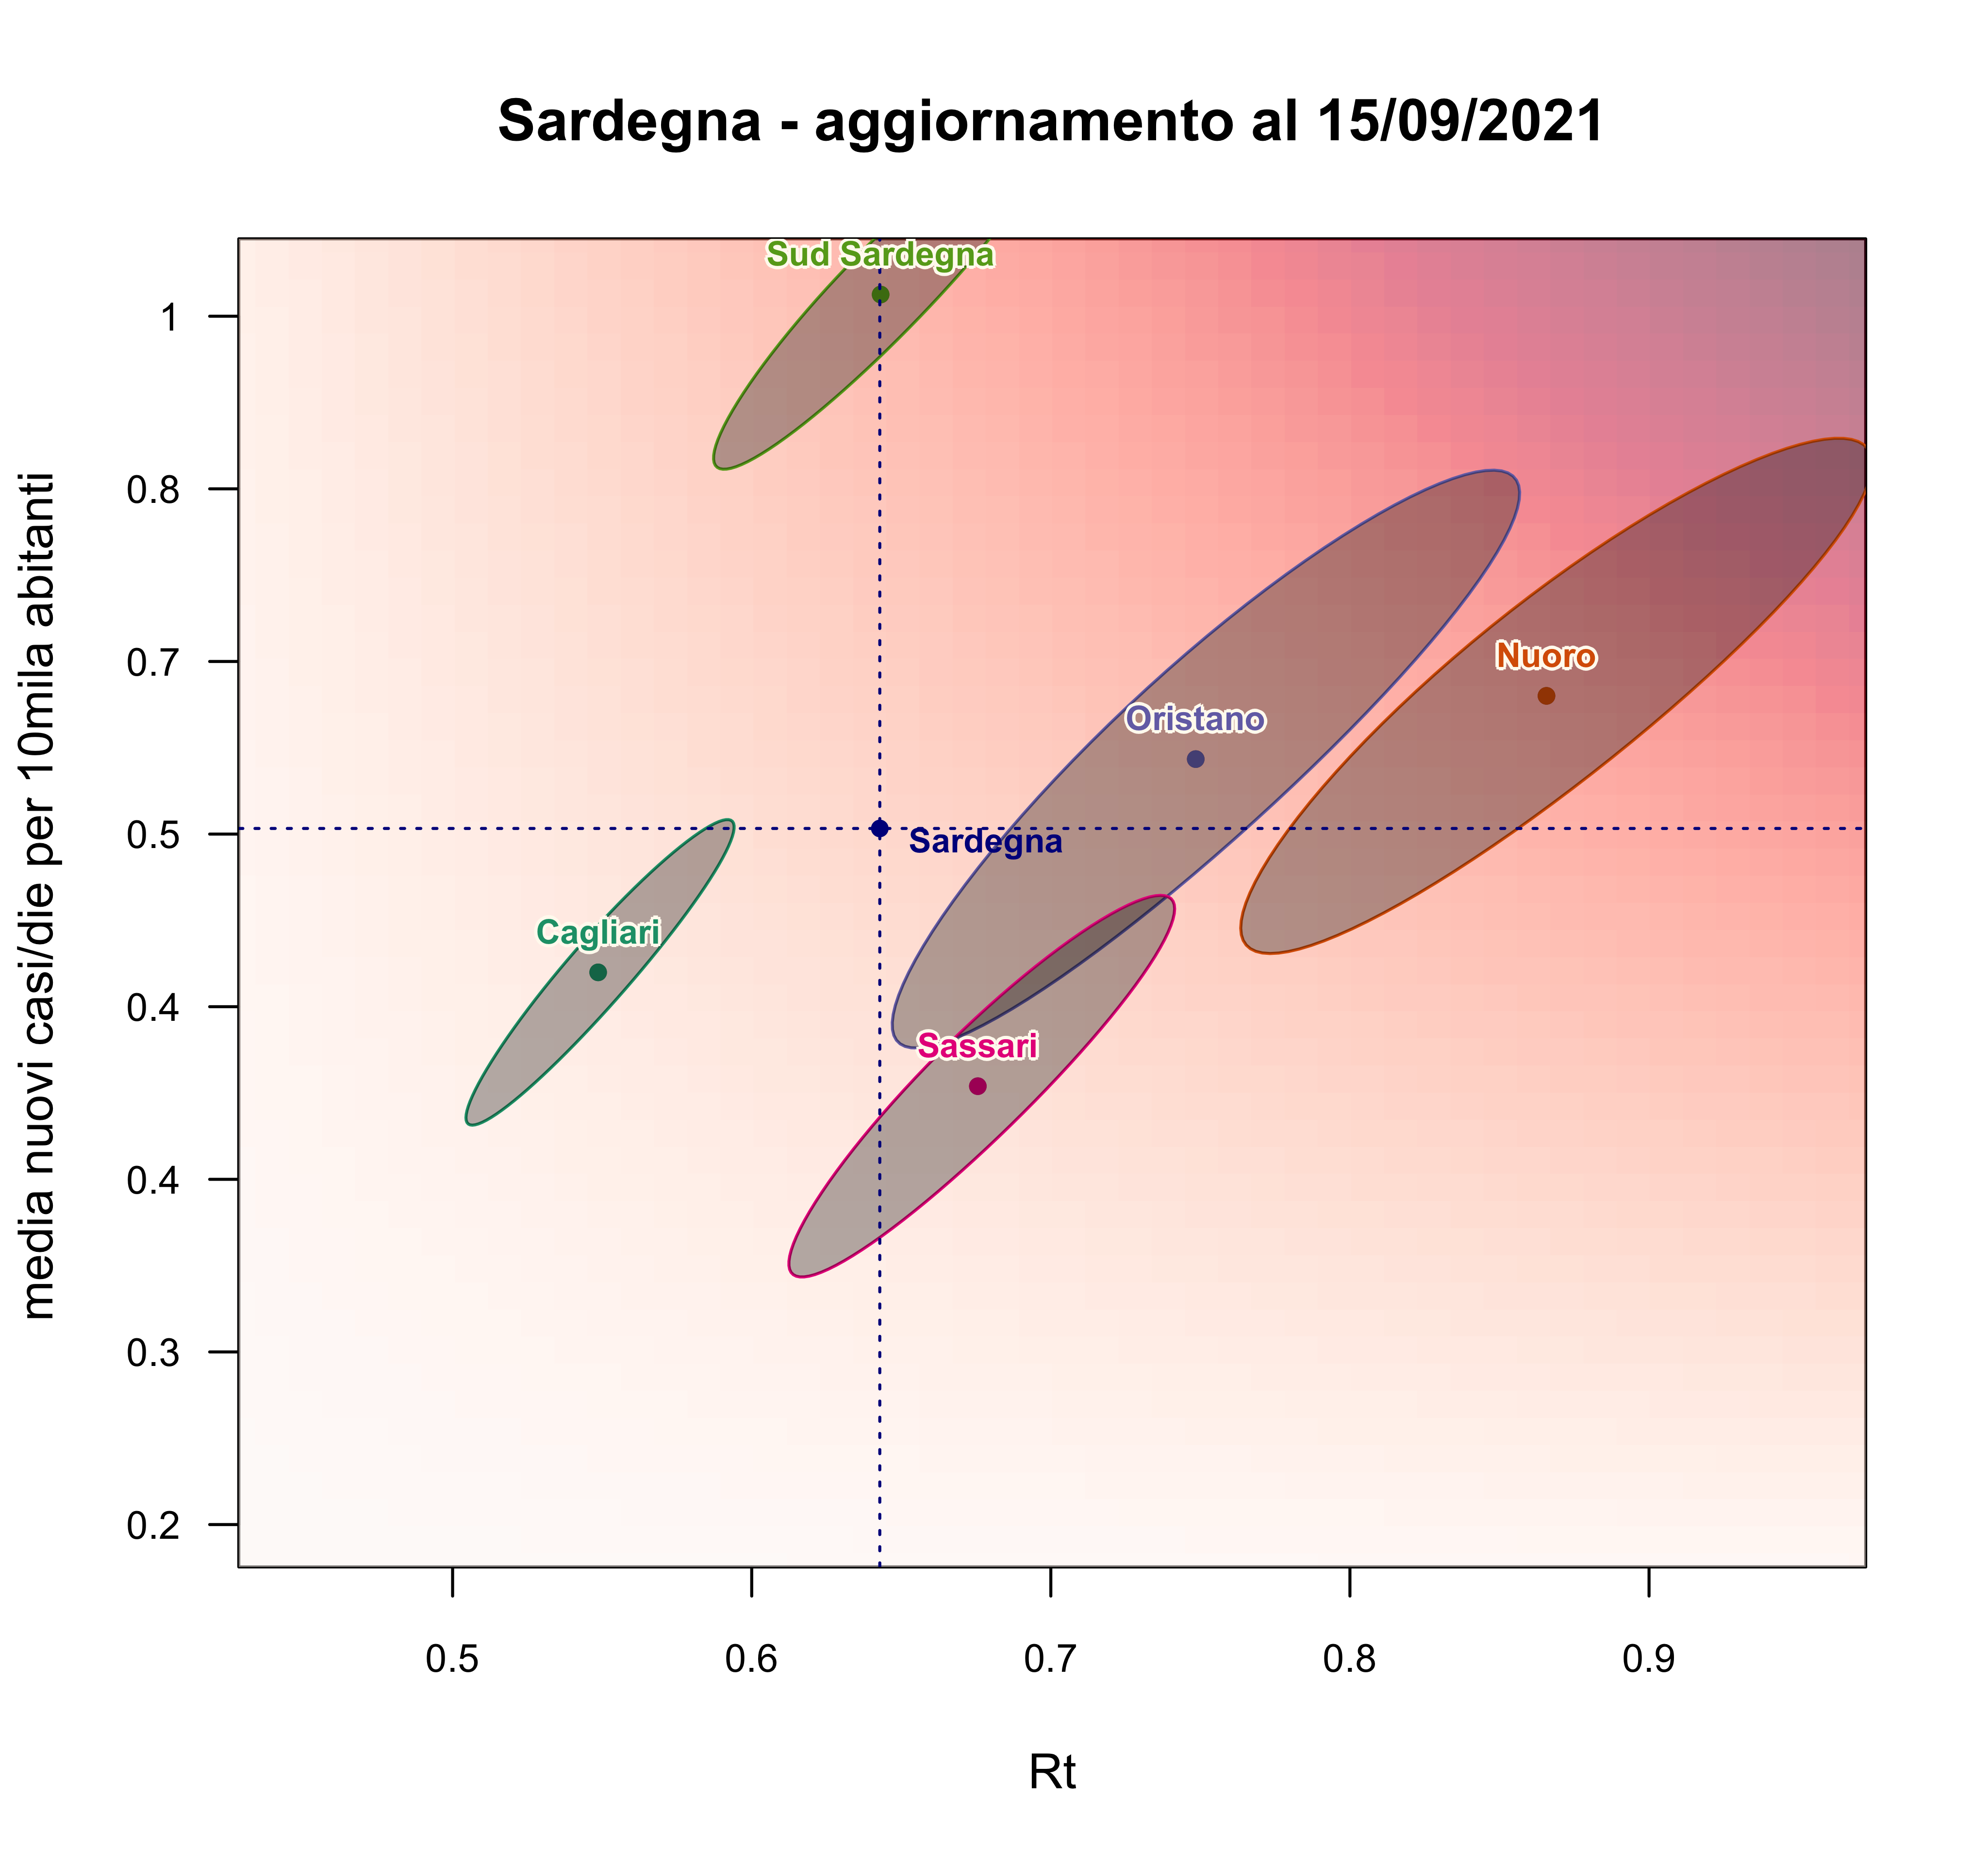 Sardegna - aggiornamento al 15/09/2021
Sud Sardegna
1
0.8
0.7
Nuoro
Oristano
0.5
Sardegna
Cagliari
0.4
Sassari
0.4
0.3
0.2
media nuovi casi/die per 10mila abitanti
0.5 0.6 0.7 0.8 0.9
Rt